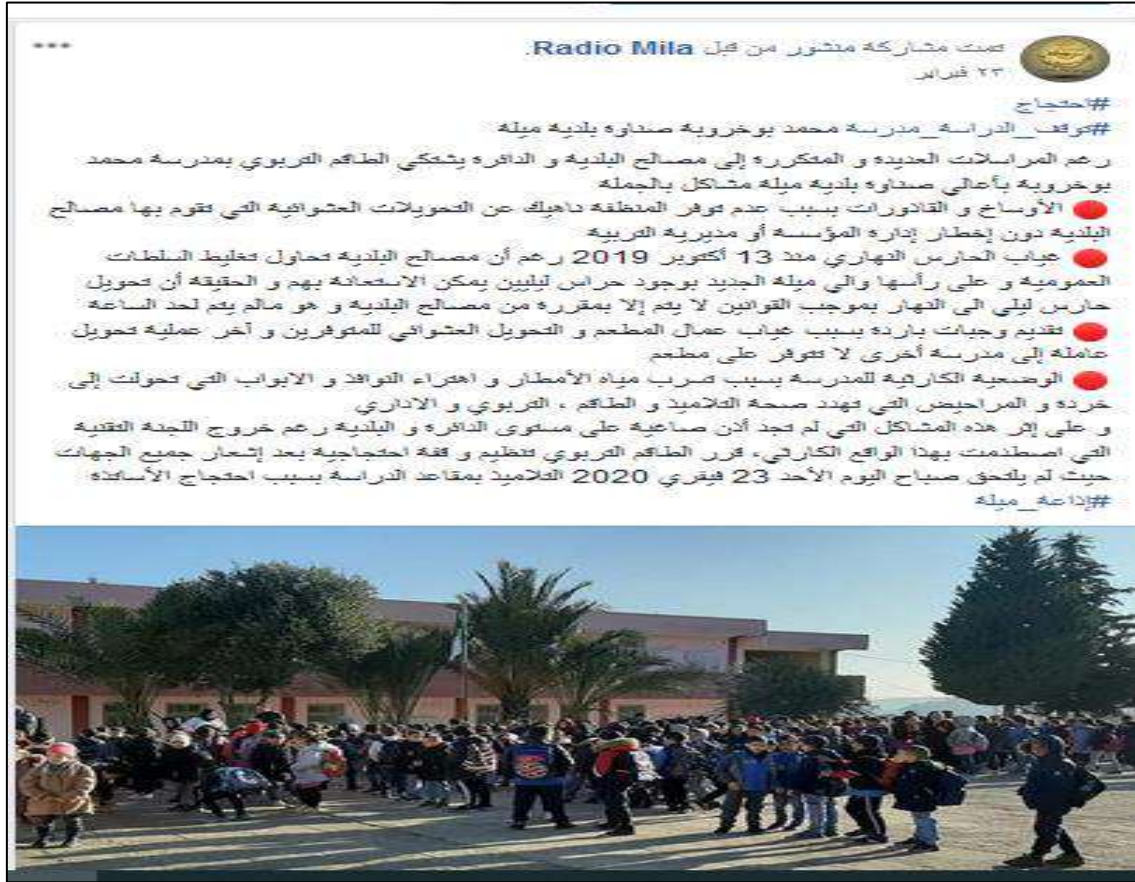 تمت مشاركة منشور من قبل Radio Mila.
٢٣ فبراير
#احتجاج
#توقف_الدراسة_مدرسة محمد بوخروبة صناوة بلدية ميلة
رغم المراسلات العديدة و المتكررة إلى مصالح البلدية و الدائرة يشتكي الطاقم التربوي بمدرسة محمد
بوخروبة بأعالي صناوة بلدية ميلة مشاكل بالجملة
🔴 الأوساخ و القاذورات بسبب عدم توفر المنظفة ناهيك عن التحويلات العشوائية التي تقوم بها مصالح
البلدية دون إخطار إدارة المؤسسة أو مديرية التربية
🔴 غياب الحارس النهاري منذ 13 أكتوبر 2019 رغم أن مصالح البلدية تحاول تغليط السلطات
العمومية و على رأسها والي ميلة الجديد بوجود حراس ليليين يمكن الاستعانة بهم و الحقيقة أن تحويل
حارس ليلي الى النهار بموجب القوانين لا يتم إلا بمقررة من مصالح البلدية و هو مالم يتم لحد الساعة
🔴 تقديم وجبات باردة بسبب غياب عمال المطعم و التحويل العشوائي للمتوفرين و آخر عملية تحويل
عاملة إلى مدرسة أخرى لا تتوفر على مطعم
🔴 الوضعية الكارثية للمدرسة بسبب تسرب مياه الأمطار و اهتراء النوافذ و الابواب التي تحولت إلى
خردة و المراحيض التي تهدد صحة التلاميذ و الطاقم ، التربوي و الاداري
و على إثر هذه المشاكل التي لم تجد أذن صاغية على مستوى الدائرة و البلدية رغم خروج اللجنة التقنية
التي اصطدمت بهذا الواقع الكارثي، قرر الطاقم التربوي تنظيم و قفة احتجاجية بعد إشعار جميع الجهات
حيث لم يلتحق صباح اليوم الأحد 23 فيفري 2020 التلاميذ بمقاعد الدراسة بسبب احتجاج الأساتذة
#إذاعة_ميلة